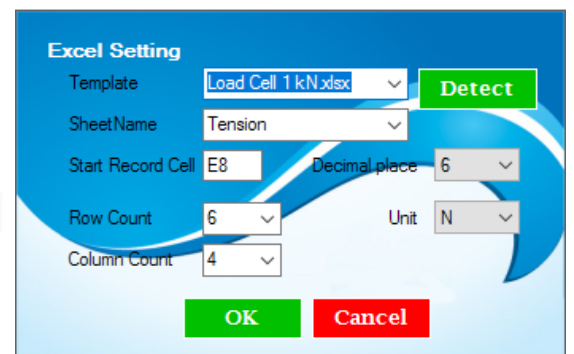 Excel Setting
Template Load Cell 1 kN.xlsx Detect
SheetName Tension
Start Record Cell E8 Decimal place 6
Row Count 6 Unit N
Column Count 4
OK Cancel